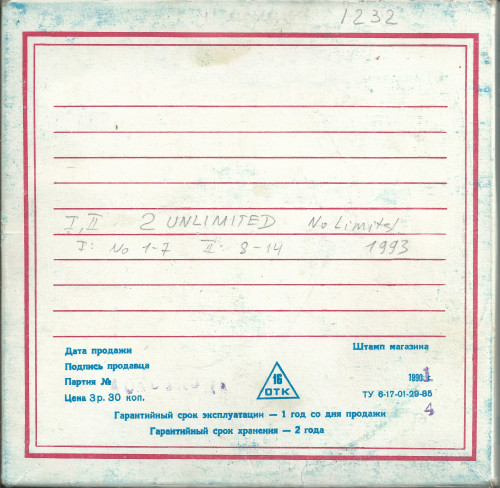 1232
I, II 2 UNLIMITED No Limits!
I: No 1-7 II: 8-14 1993
Дата продажи
Штамп магазина
Подпись продавца
Партия №
16
ОТК
1990 г.
1
Цена 3 р. 30 коп.
ТУ 6-17-01-29-85
4
Гарантийный срок эксплуатации — 1 год со дня продажи
Гарантийный срок хранения — 2 года